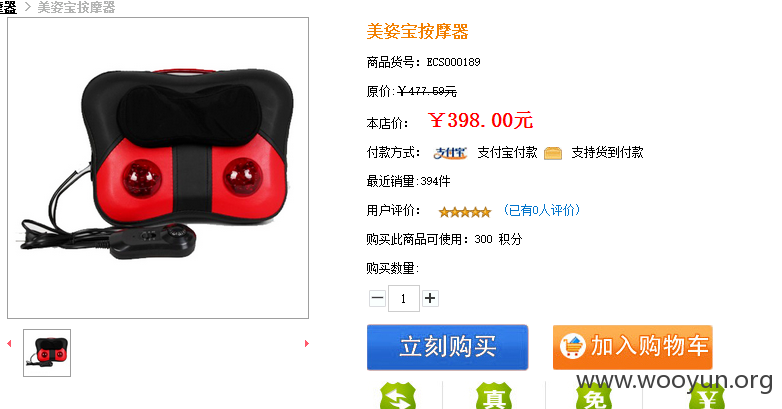 摩器 > 美姿宝按摩器
美姿宝按摩器
商品货号：ECS000189
原价:￥477.59元
本店价： ￥398.00元
付款方式： 支付宝 支付宝付款 支持货到付款
最近销量:394件
用户评价： (已有0人评价)
购买此商品可使用：300 积分
购买数量:
1
立刻购买 加入购物车
真 免 ¥
www.wooyun.org